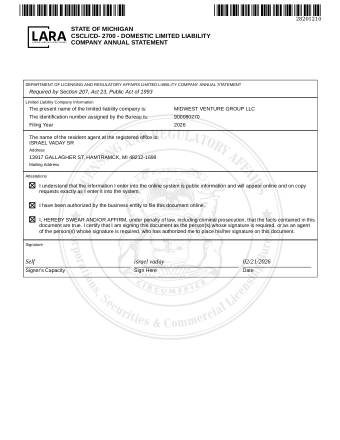 20201210
LARA
STATE OF MICHIGAN
CSCL/CD- 2700 - DOMESTIC LIMITED LIABILITY
COMPANY ANNUAL STATEMENT
DEPARTMENT OF LICENSING AND REGULATORY AFFAIRS LIMITED LIABILITY COMPANY ANNUAL STATEMENT
Required by Section 207, Act 23, Public Act of 1993
Limited Liability Company Information
The present name of the limited liability company is: MIDWEST VENTURE GROUP LLC
The identification number assigned by the Bureau is:
Filing Year 2026
The name of the resident agent at the registered office is:
ISRAEL VADAY SR
Address
13917 GALLAGHER ST, HAMTRAMCK, MI 48212-1698
Mailing Address
Attestations
I understand that the information I enter into the online system is public information and will appear online and on copy
requests exactly as I enter it into the system.
I have been authorized by the business entity to file this document online.
I, HEREBY SWEAR AND/OR AFFIRM, under penalty of law, including criminal prosecution, that the facts contained in this
document are true. I certify that I am signing this document as the person(s) whose signature is required, or as an agent
of the person(s) whose signature is required, who has authorized me to place his/her signature on this document.
Signature
Self israel vaday 02/21/2026
Signer's Capacity Sign Here Date